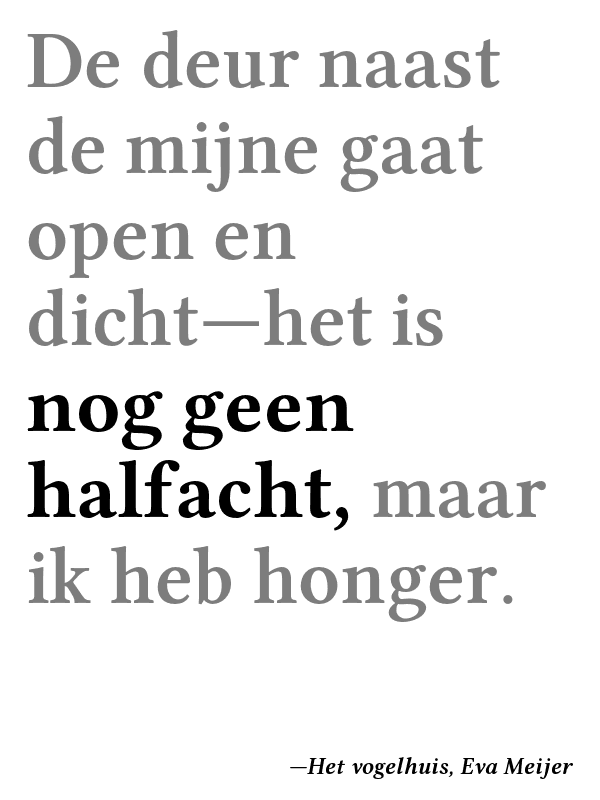 De deur naast
de mijne gaat
open en
dicht—het is
nog geen
halfacht, maar
ik heb honger.
—Het vogelhuis, Eva Meijer